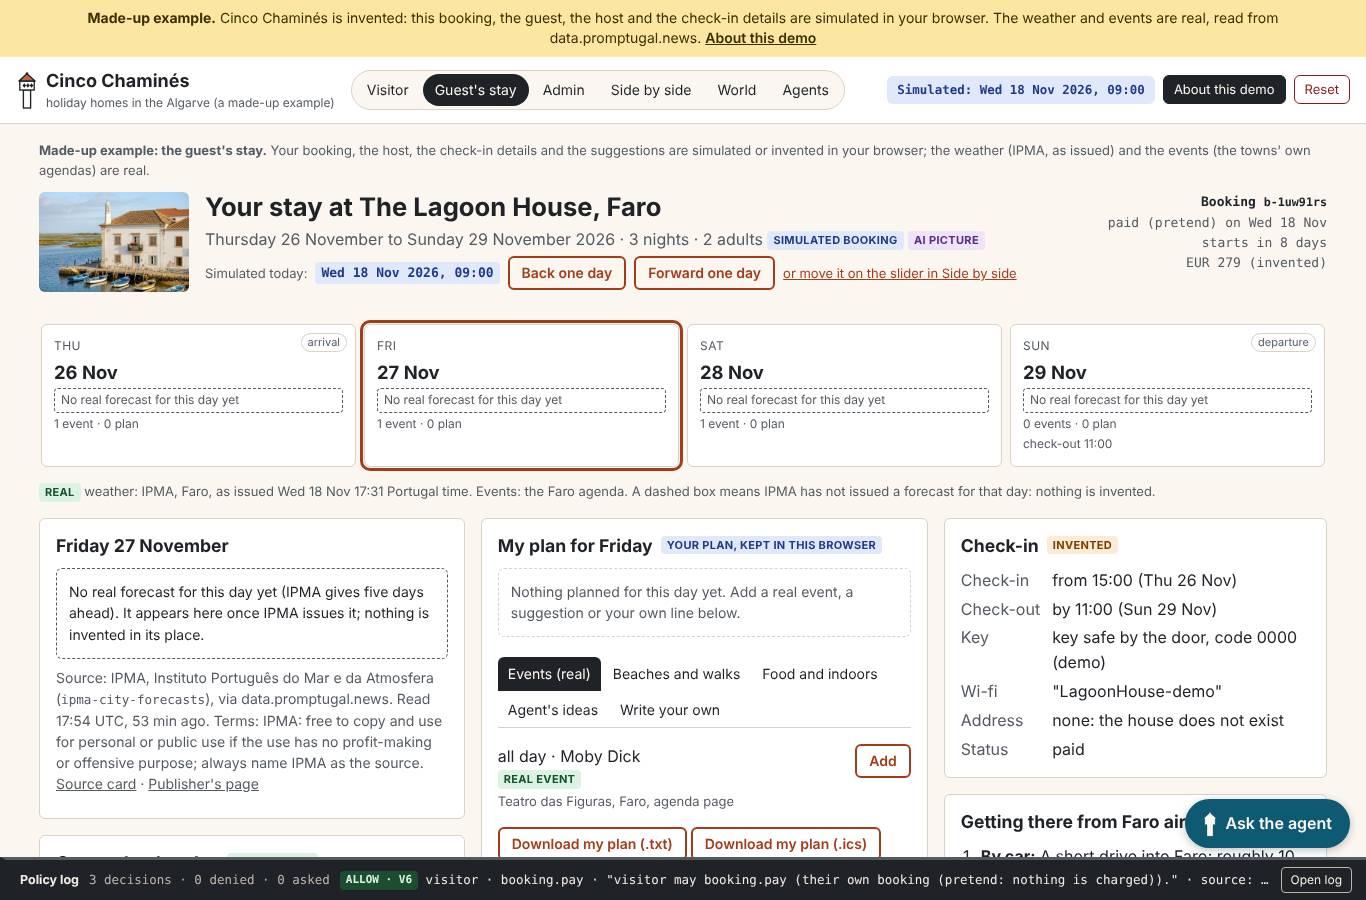 Made-up example. Cinco Chaminés is invented: this booking, the guest, the host and the check-in details are simulated in your browser. The weather and events are real, read from
data.promptugal.news. About this demo
Cinco Chaminés
holiday homes in the Algarve (a made-up example)
Visitor
Guest's stay
Admin
Side by side
World
Agents
Simulated: Wed 18 Nov 2026, 09:00
About this demo
Reset
Made-up example: the guest's stay. Your booking, the host, the check-in details and the suggestions are simulated or invented in your browser; the weather (IPMA, as issued) and the events (the towns' own
agendas) are real.
Your stay at The Lagoon House, Faro
Thursday 26 November to Sunday 29 November 2026 · 3 nights · 2 adults SIMULATED BOOKING AI PICTURE
Simulated today: Wed 18 Nov 2026, 09:00 Back one day Forward one day or move it on the slider in Side by side
Booking b-1uw91rs
paid (pretend) on Wed 18 Nov
starts in 8 days
EUR 279 (invented)
THU
arrival
26 Nov
No real forecast for this day yet
1 event · 0 plan
FRI
27 Nov
No real forecast for this day yet
1 event · 0 plan
SAT
28 Nov
No real forecast for this day yet
1 event · 0 plan
SUN
departure
29 Nov
No real forecast for this day yet
0 events · 0 plan
check-out 11:00
REAL weather: IPMA, Faro, as issued Wed 18 Nov 17:31 Portugal time. Events: the Faro agenda. A dashed box means IPMA has not issued a forecast for that day: nothing is invented.
Friday 27 November
No real forecast for this day yet (IPMA gives five days
ahead). It appears here once IPMA issues it; nothing is
invented in its place.
Source: IPMA, Instituto Português do Mar e da Atmosfera
(ipma-city-forecasts), via data.promptugal.news. Read
17:54 UTC, 53 min ago. Terms: IPMA: free to copy and use
for personal or public use if the use has no profit-making
or offensive purpose; always name IPMA as the source.
Source card · Publisher's page
My plan for Friday YOUR PLAN, KEPT IN THIS BROWSER
Nothing planned for this day yet. Add a real event, a
suggestion or your own line below.
Events (real)
Beaches and walks
Food and indoors
Agent's ideas
Write your own
all day · Moby Dick
REAL EVENT
Teatro das Figuras, Faro, agenda page
Add
Download my plan (.txt)
Download my plan (.ics)
Check-in INVENTED
Check-in from 15:00 (Thu 26 Nov)
Check-out by 11:00 (Sun 29 Nov)
Key key safe by the door, code 0000
(demo)
Wi-fi "LagoonHouse-demo"
Address none: the house does not exist
Status paid
Getting there from Faro air
1. By car: A short drive into Faro: roughly 10
Ask the agent
Policy log 3 decisions · 0 denied · 0 asked ALLOW · V6 visitor · booking.pay · "visitor may booking.pay (their own booking (pretend: nothing is charged))." · source: …
Open log